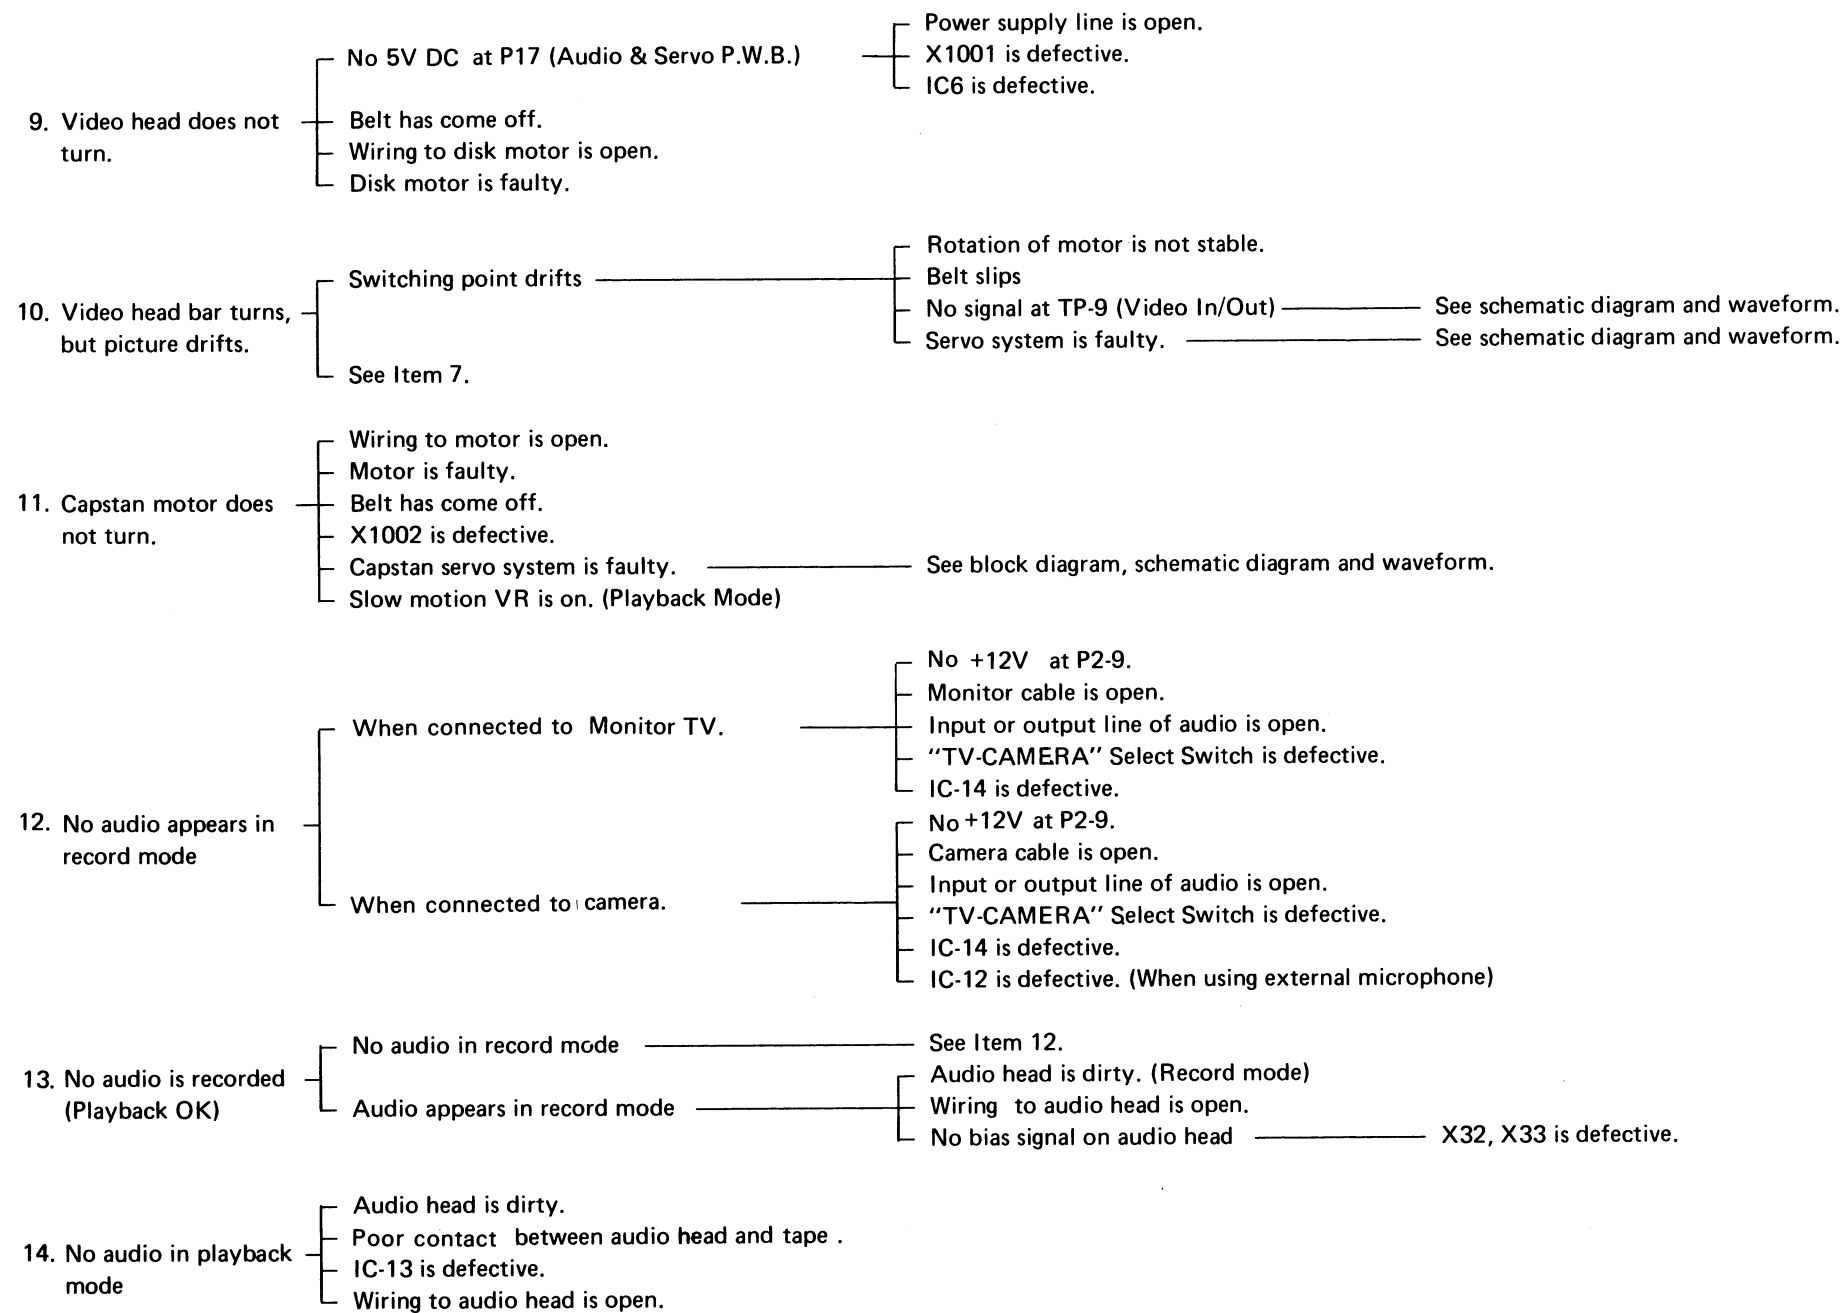 Power supply line is open.
No 5V DC at P17 (Audio & Servo P.W.B.)
X1001 is defective.
IC6 is defective.
9. Video head does not
turn.
Belt has come off.
Wiring to disk motor is open.
Disk motor is faulty.
10. Video head bar turns,
but picture drifts.
Switching point drifts
Rotation of motor is not stable.
Belt slips
No signal at TP-9 (Video In/Out)
See schematic diagram and waveform.
Servo system is faulty.
See schematic diagram and waveform.
See Item 7.
11. Capstan motor does
not turn.
Wiring to motor is open.
Motor is faulty.
Belt has come off.
X1002 is defective.
Capstan servo system is faulty.
See block diagram, schematic diagram and waveform.
Slow motion VR is on. (Playback Mode)
12. No audio appears in
record mode
When connected to Monitor TV.
No +12V at P2-9.
Monitor cable is open.
Input or output line of audio is open.
"TV-CAMERA" Select Switch is defective.
IC-14 is defective.
When connected to camera.
No +12V at P2-9.
Camera cable is open.
Input or output line of audio is open.
"TV-CAMERA" Select Switch is defective.
IC-14 is defective.
IC-12 is defective. (When using external microphone)
13. No audio is recorded
(Playback OK)
No audio in record mode
See Item 12.
Audio appears in record mode
Audio head is dirty. (Record mode)
Wiring to audio head is open.
No bias signal on audio head
X32, X33 is defective.
14. No audio in playback
mode
Audio head is dirty.
Poor contact between audio head and tape .
IC-13 is defective.
Wiring to audio head is open.